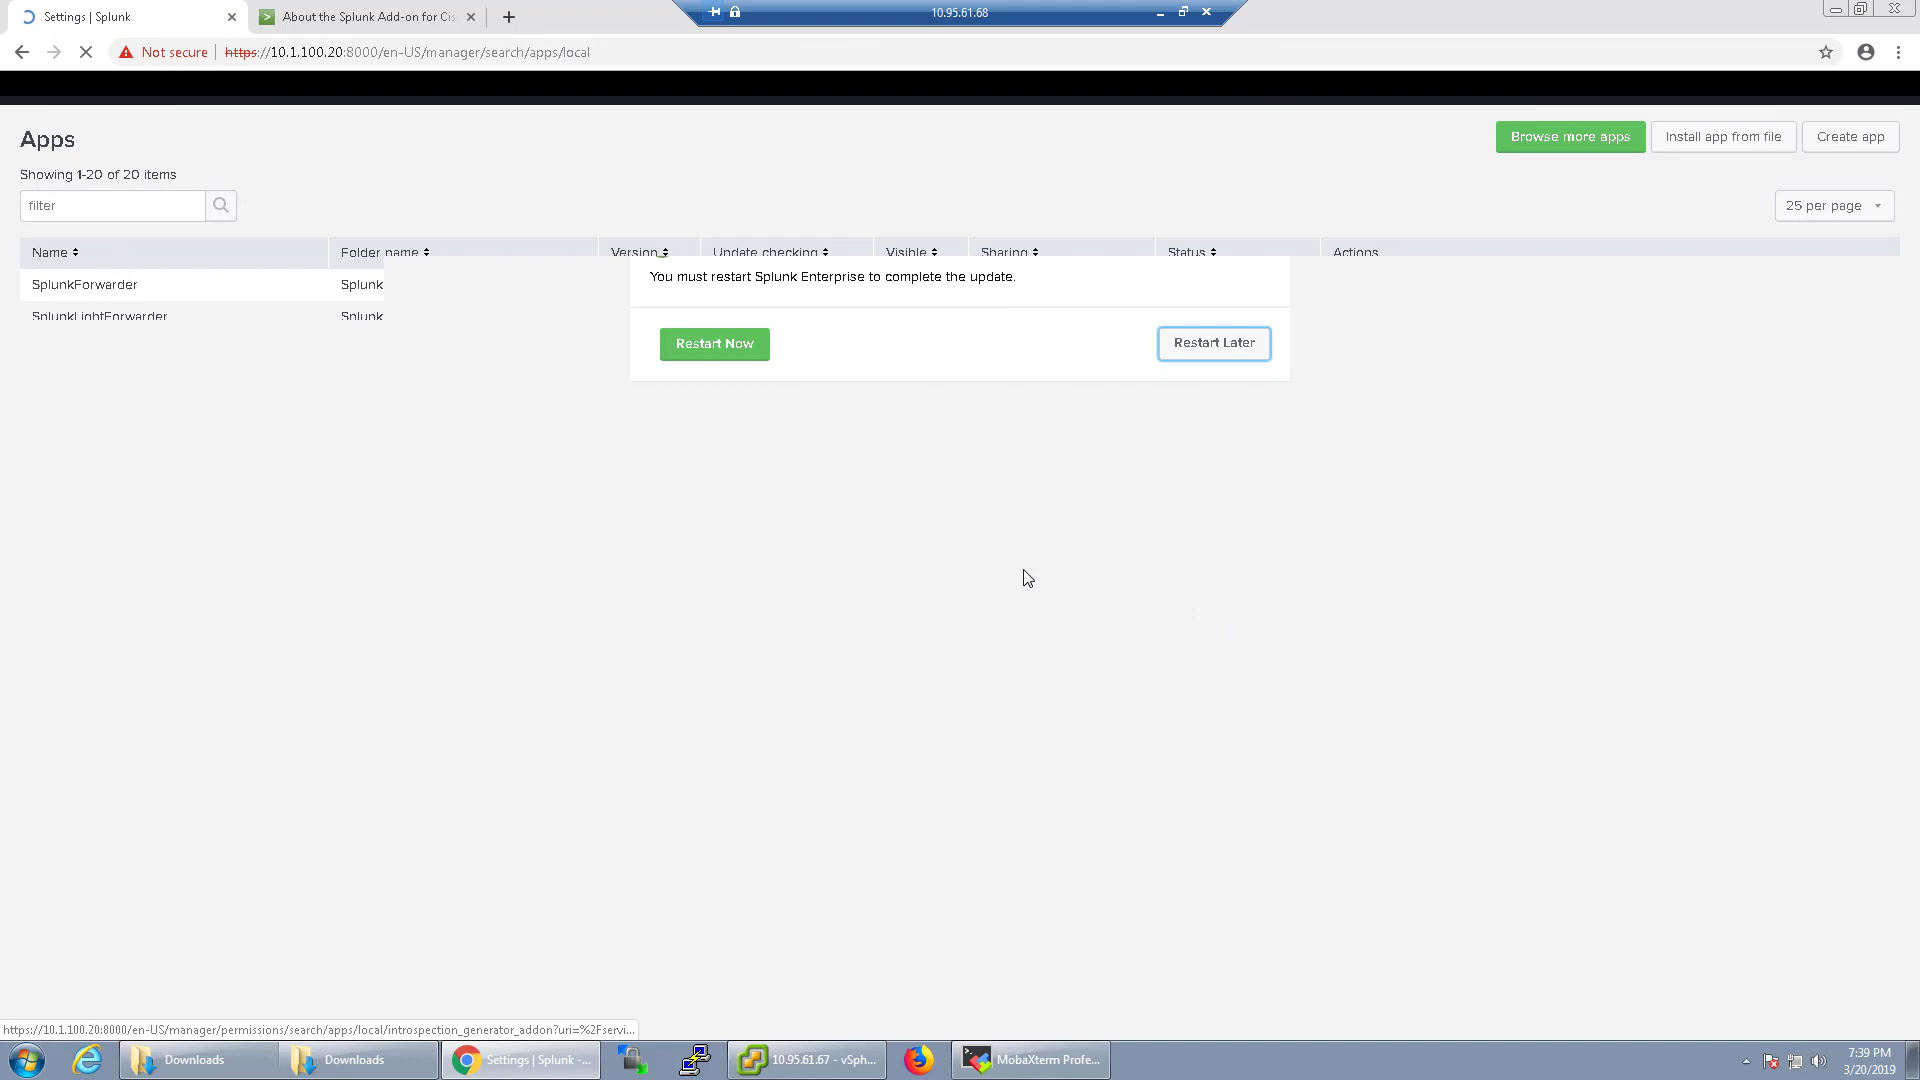 Settings | Splunk
About the Splunk Add-on for Cis
10.95.61.68
Not secure
https://10.1.100.20:8000/en-US/manager/search/apps/local
Apps
Browse more apps
Install app from file
Create app
Showing 1-20 of 20 items
filter
25 per page
Name
Folder name
Version
Update checking
Visible
Sharing
Status
Actions
SplunkForwarder
Splunk
You must restart Splunk Enterprise to complete the update.
SplunkLightForwarder
Splunk
Restart Now
Restart Later
https://10.1.100.20:8000/en-US/manager/permissions/search/apps/local/introspection_generator_addon?uri=%2Fservi...
Downloads
Downloads
Settings | Splunk -...
10.95.61.67 - vSph...
MobaXterm Profe...
7:39 PM
3/20/2019